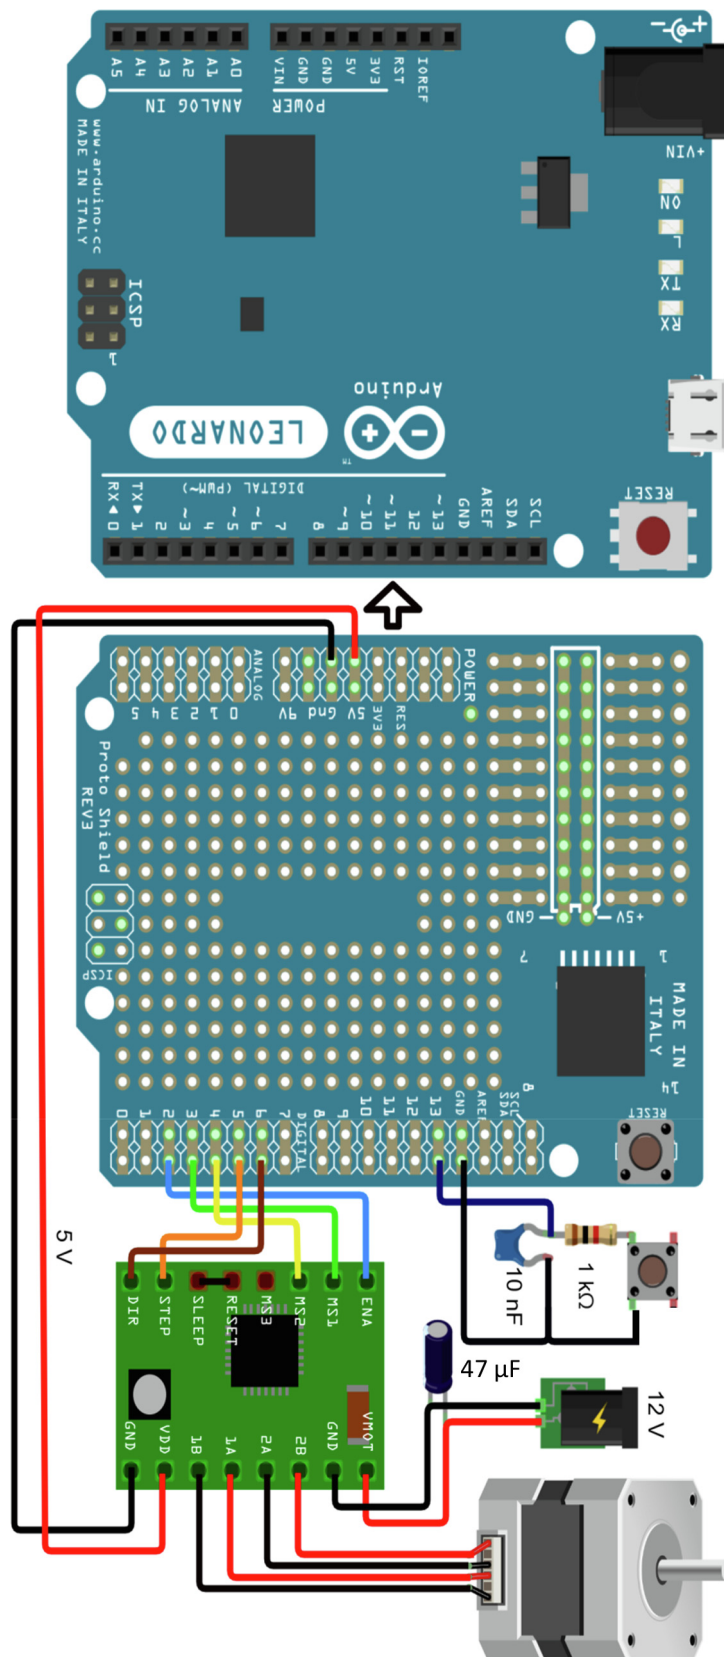 A5 A4 A3 A2 A1 A0
ANALOG IN
VIN GND GND 5V 3V3 RST IOREF
POWER
- +
+VIN
www.arduino.cc
MADE IN ITALY
ON
L
TX
RX
ICSP
1
Arduino
LEONARDO
- +
TM
RESET
DIGITAL (PWM~)
RX◀0 TX▶1 2 ~3 4 ~5 ~6 7 8 ~9 ~10 ~11 12 ~13 GND AREF SDA SCL
ANALOG
POWER
5 4 3 2 1 0
9V Gnd 5V 3V3 RES
Proto Shield
REV3
GND
+5V
ICSP
7 1
MADE IN
ITALY
8 14
RESET
0 1 2 3 4 5 6 7 8 9 10 11 12 13 GND AREF SDA SCL
DIGITAL
5 V
10 nF
1 kΩ
DIR STEP SLEEP RESET MS3 MS2 MS1 ENA
47 µF
12 V
GND VDD 1B 1A 2A 2B GND VMOT